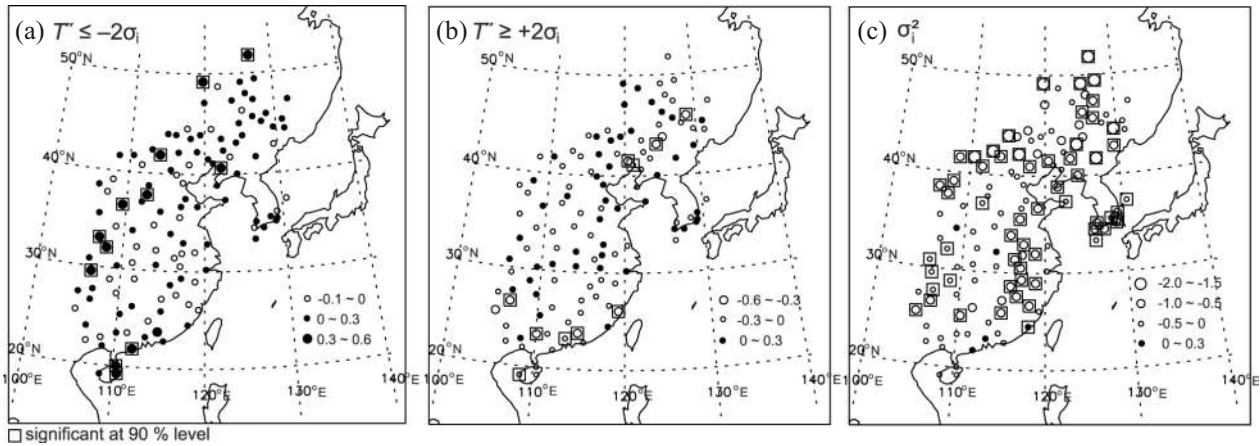 (a) T″ ≤ −2σᵢ
50°N
40°N
30°N
20°N
100°E
110°E
120°E
130°E
140°E
-0.1 ~ 0
0 ~ 0.3
0.3 ~ 0.6
(b) T″ ≥ +2σᵢ
50°N
40°N
30°N
20°N
100°E
110°E
120°E
130°E
140°E
-0.6 ~ -0.3
-0.3 ~ 0
0 ~ 0.3
(c) σᵢ²
50°N
40°N
30°N
20°N
100°E
110°E
120°E
130°E
140°E
-2.0 ~ -1.5
-1.0 ~ -0.5
-0.5 ~ 0
0 ~ 0.3
significant at 90 % level